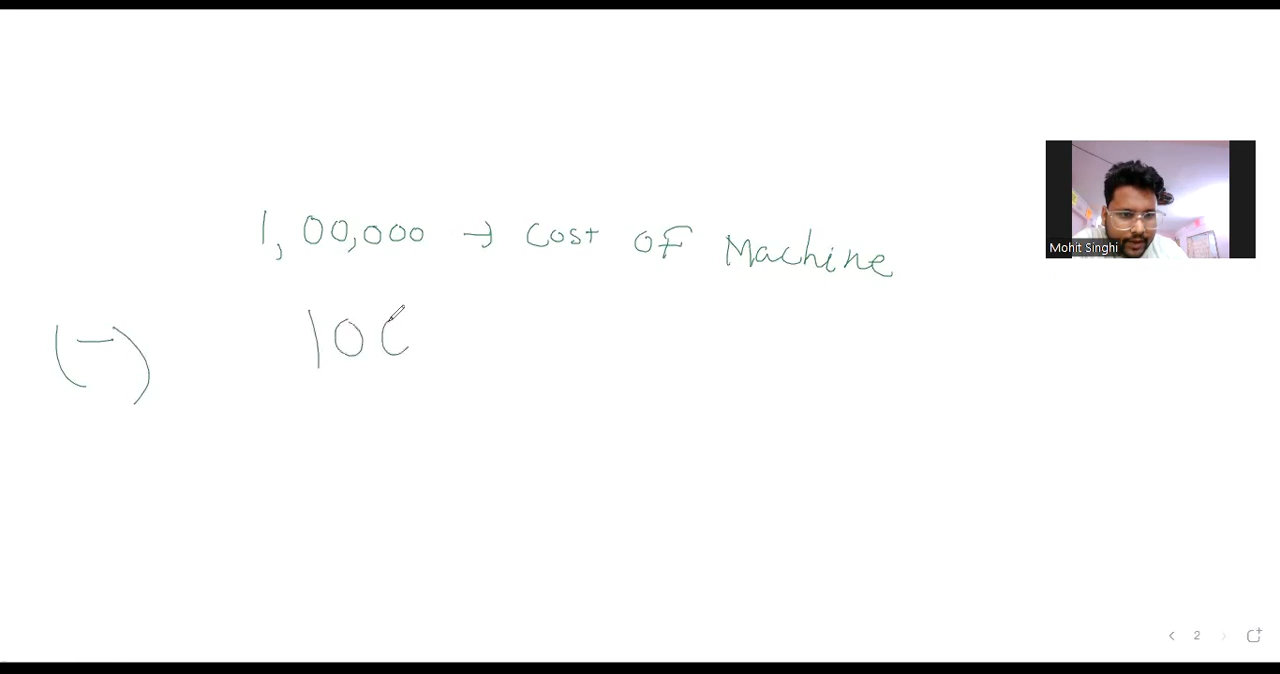 1,00,000 → Cost OF Machine
Mohit Singhi
(-) 10
2